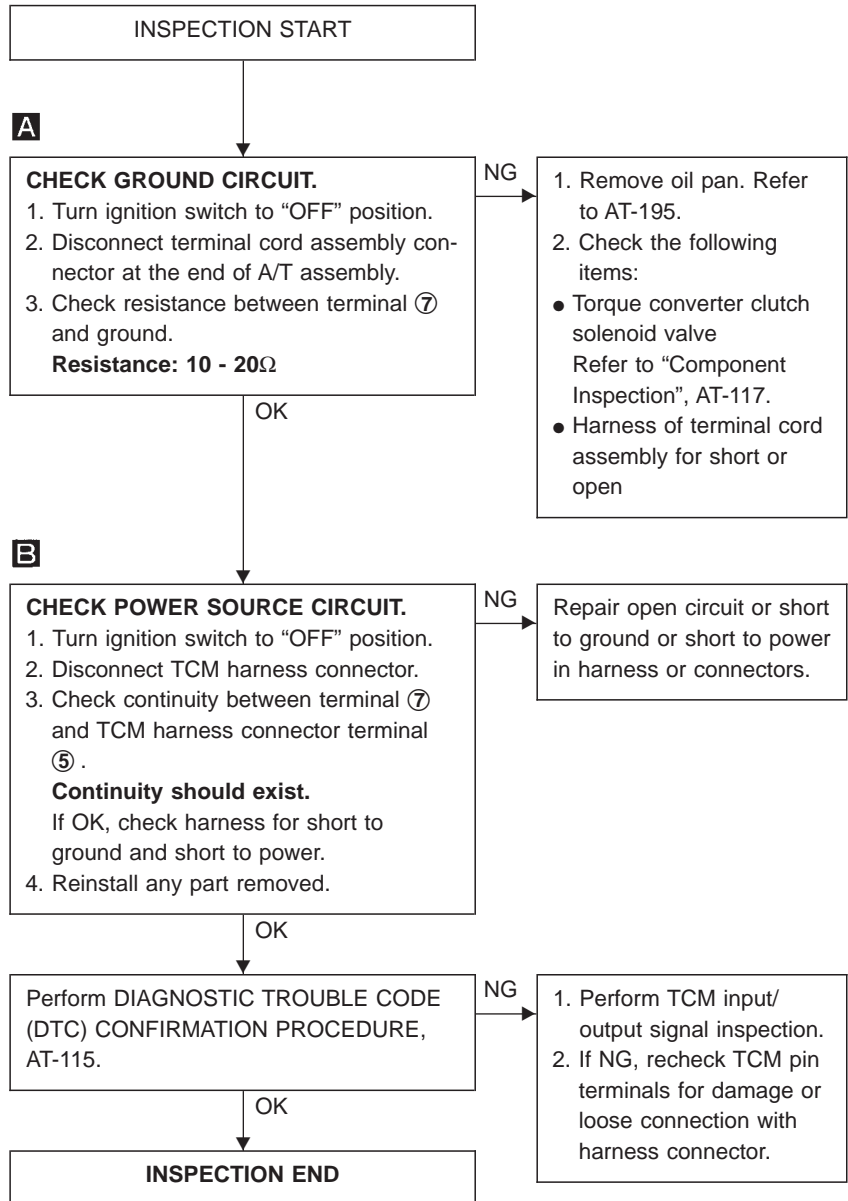 INSPECTION START
A
CHECK GROUND CIRCUIT.
1. Turn ignition switch to “OFF” position.
2. Disconnect terminal cord assembly con-
nector at the end of A/T assembly.
3. Check resistance between terminal ⑦
and ground.
Resistance: 10 - 20Ω
NG
1. Remove oil pan. Refer
to AT-195.
2. Check the following
items:
● Torque converter clutch
solenoid valve
Refer to “Component
Inspection”, AT-117.
● Harness of terminal cord
assembly for short or
open
OK
B
CHECK POWER SOURCE CIRCUIT.
1. Turn ignition switch to “OFF” position.
2. Disconnect TCM harness connector.
3. Check continuity between terminal ⑦
and TCM harness connector terminal
⑤ .
Continuity should exist.
If OK, check harness for short to
ground and short to power.
4. Reinstall any part removed.
NG
Repair open circuit or short
to ground or short to power
in harness or connectors.
OK
Perform DIAGNOSTIC TROUBLE CODE
(DTC) CONFIRMATION PROCEDURE,
AT-115.
NG
1. Perform TCM input/
output signal inspection.
2. If NG, recheck TCM pin
terminals for damage or
loose connection with
harness connector.
OK
INSPECTION END